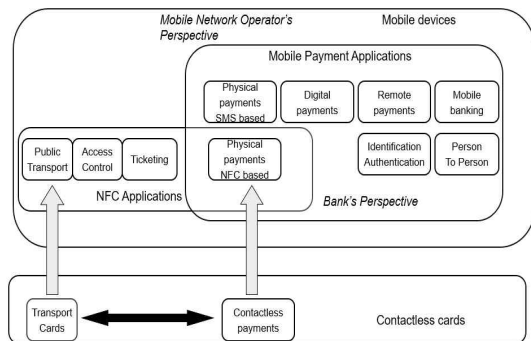 Mobile Network Operator's
Perspective
Mobile devices
Mobile Payment Applications
Physical
payments
SMS based
Digital
payments
Remote
payments
Mobile
banking
Public
Transport
Access
Control
Ticketing
Physical
payments
NFC based
Identification
Authentication
Person
To Person
NFC Applications
Bank's Perspective
Transport
Cards
Contactless
payments
Contactless cards